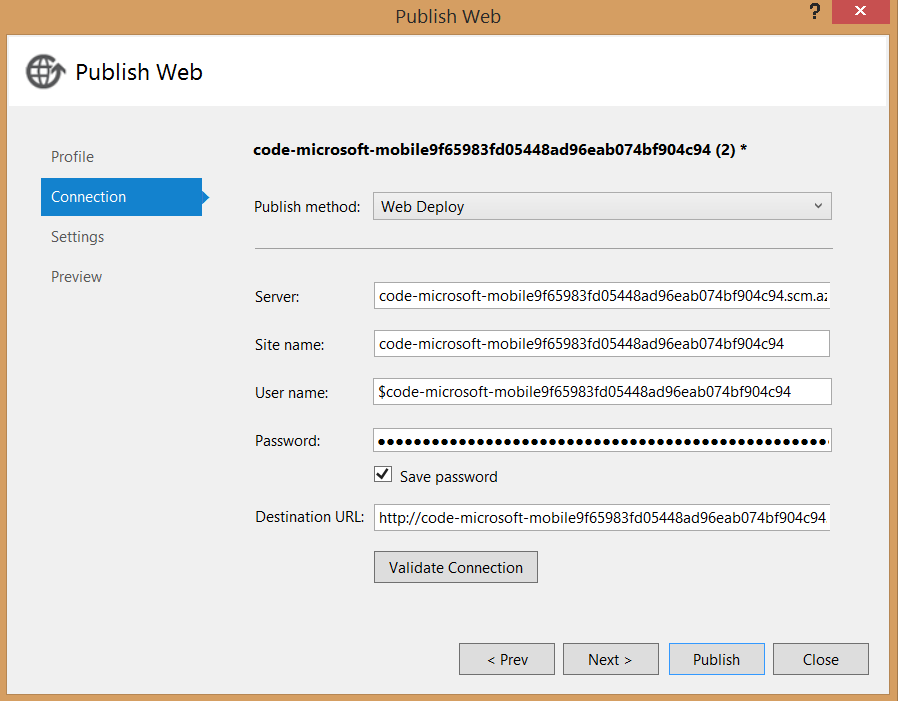 Publish Web
?
Publish Web
Profile
Connection
Settings
Preview
code-microsoft-mobile9f65983fd05448ad96eab074bf904c94 (2) *
Publish method: Web Deploy
Server: code-microsoft-mobile9f65983fd05448ad96eab074bf904c94.scm.az
Site name: code-microsoft-mobile9f65983fd05448ad96eab074bf904c94
User name: $code-microsoft-mobile9f65983fd05448ad96eab074bf904c94
Password:
Save password
Destination URL: http://code-microsoft-mobile9f65983fd05448ad96eab074bf904c94
Validate Connection
< Prev Next > Publish Close